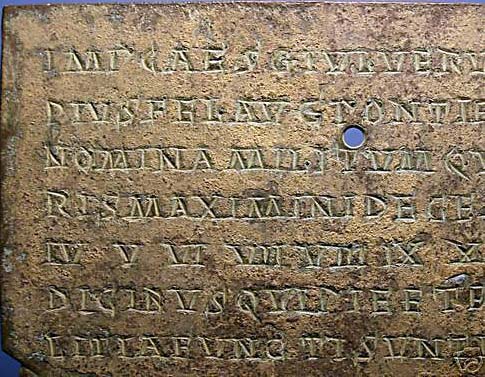 IMP CAES G IVL VERV
PIVS FEL AVG PONTIF
NOMINA MILITVM QV
RIS MAXIMINI DE GE
IV V VI VII VIII IX X
DICINVS QVI PIE ET F
LITIA FVNCTI SVNT